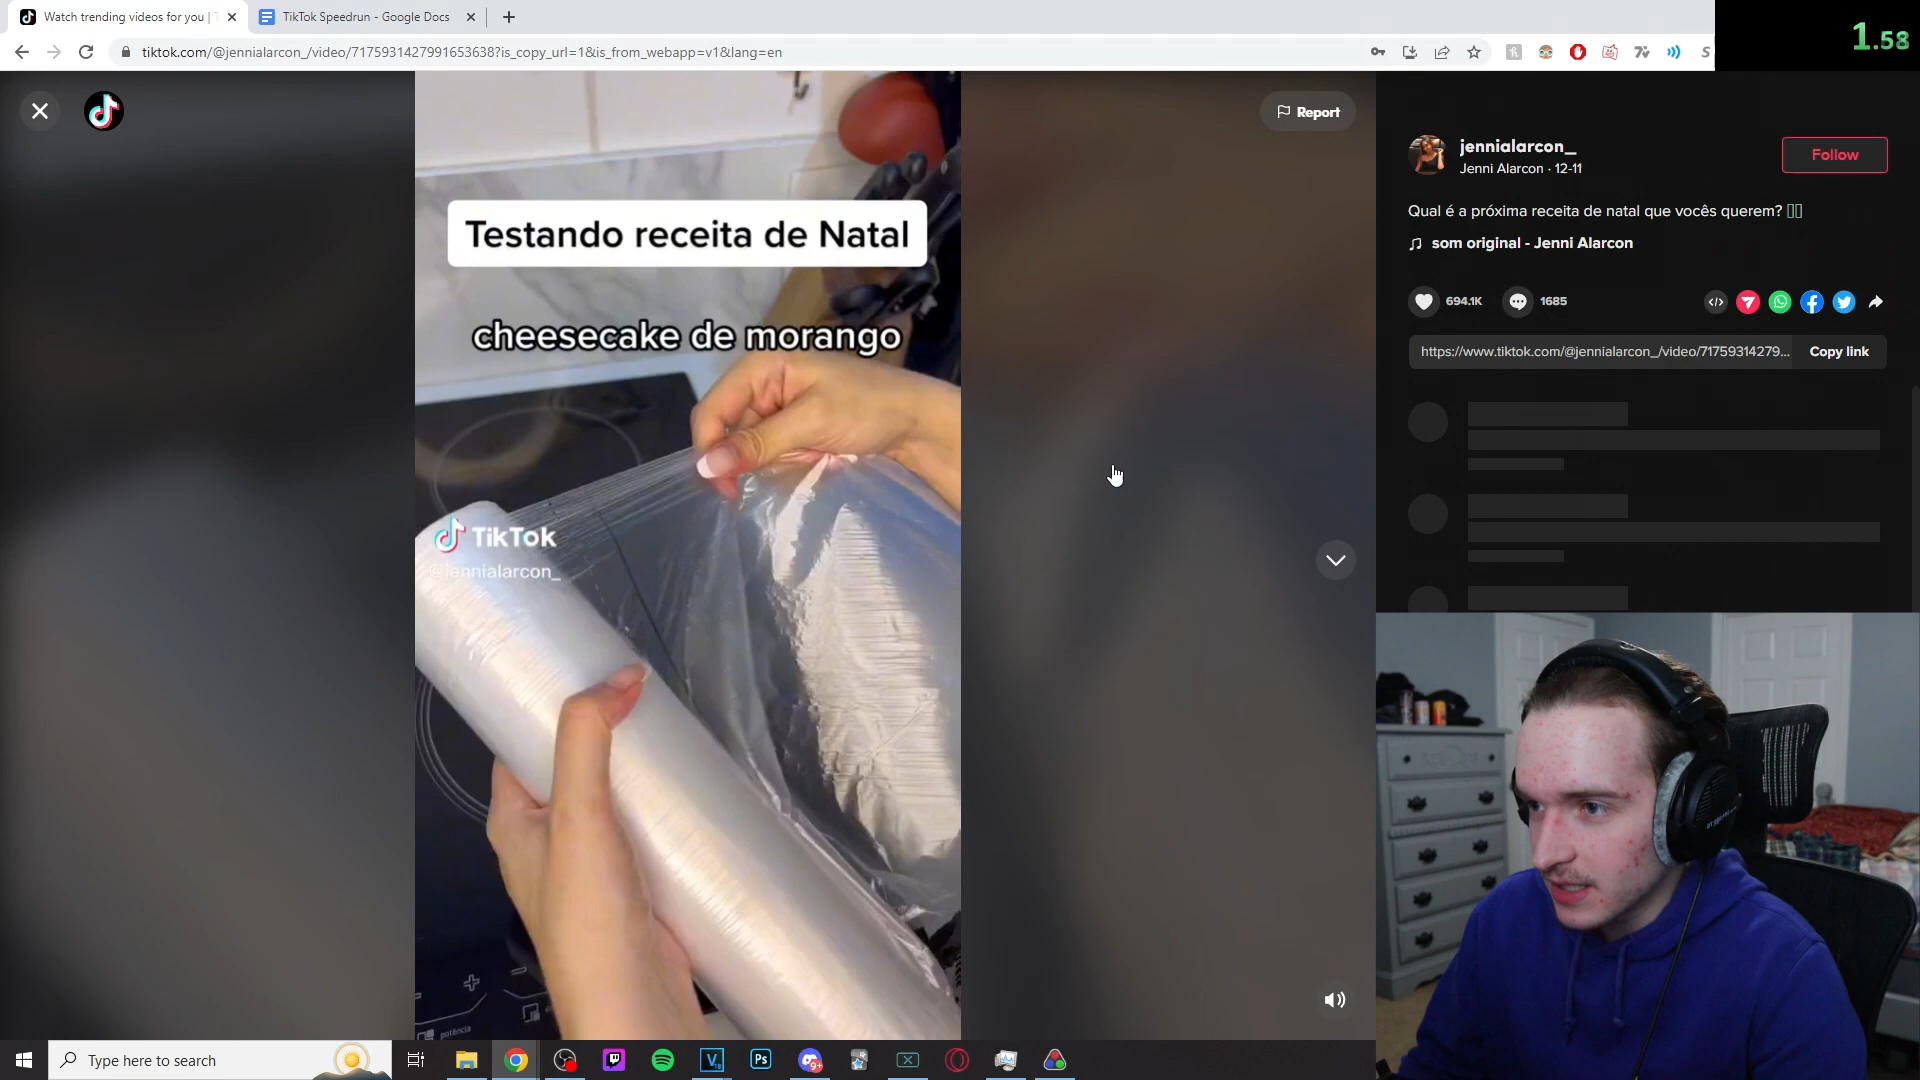 Watch trending videos for you | T
TikTok Speedrun - Google Docs
1.58
tiktok.com/@jennialarcon_/video/7175931427991653638?is_copy_url=1&is_from_webapp=v1&lang=en
Report
jennialarcon_
Jenni Alarcon · 12-11
Follow
Qual é a próxima receita de natal que vocês querem?
som original - Jenni Alarcon
694.1K
1685
https://www.tiktok.com/@jennialarcon_/video/71759314279...
Copy link
Testando receita de Natal
cheesecake de morango
TikTok
@jennialarcon_
potência
Type here to search
9+